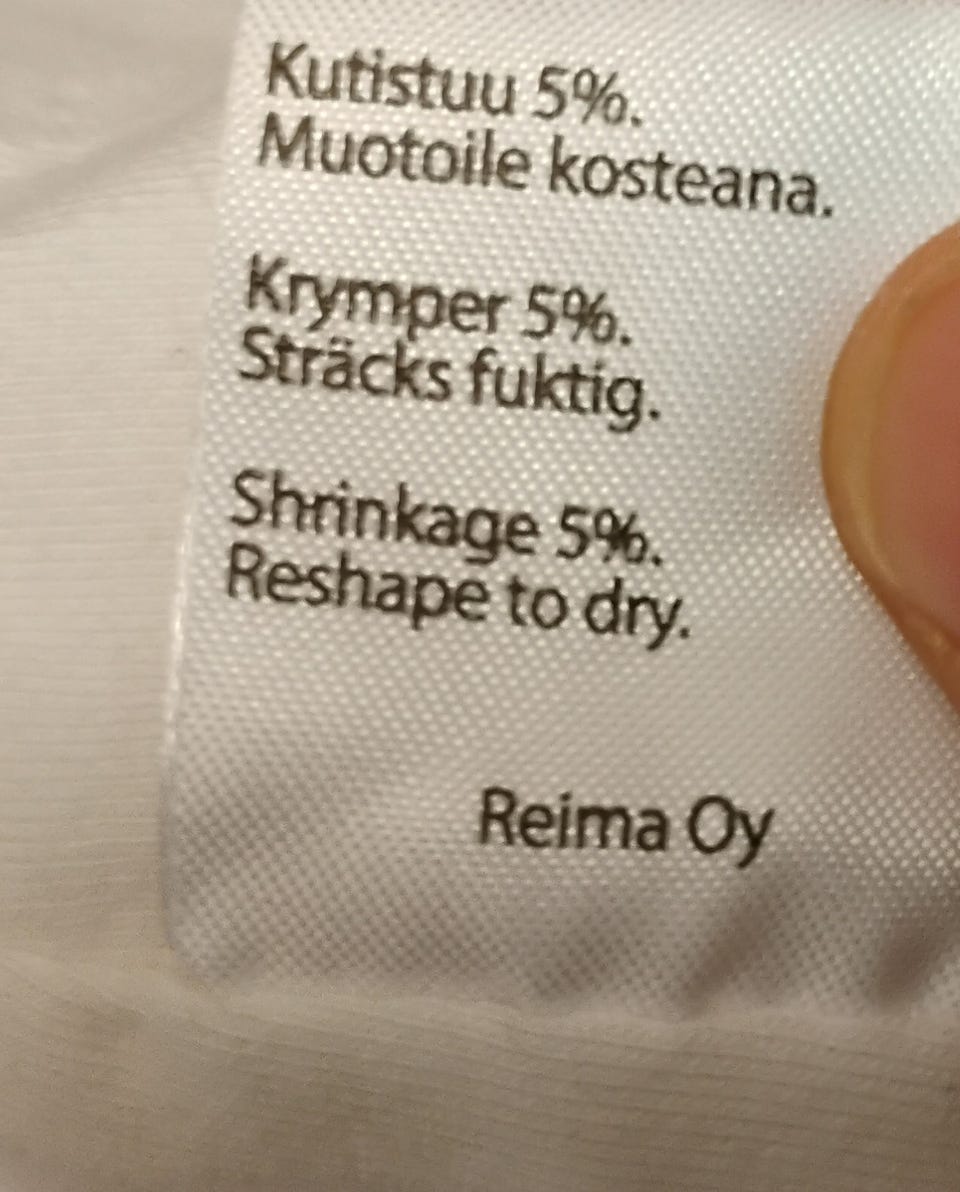 Kutistuu 5%.
Muotoile kosteana.
Krymper 5%.
Sträcks fuktig.
Shrinkage 5%.
Reshape to dry.
Reima Oy